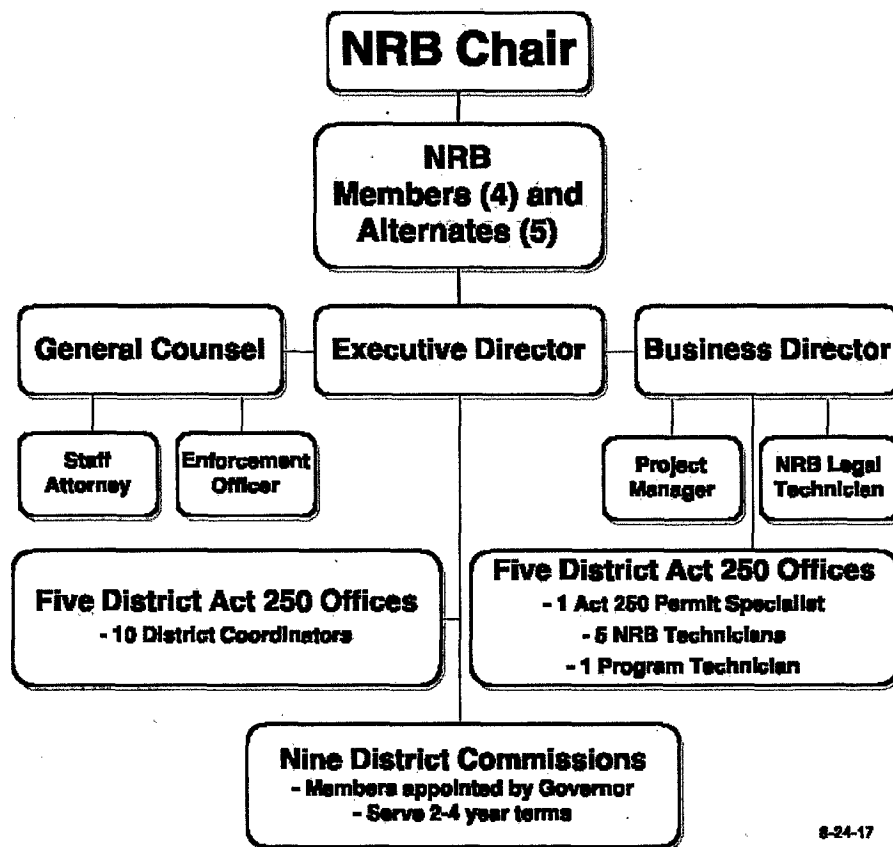 NRB Chair
NRB
Members (4) and
Alternates (5)
General Counsel
Executive Director
Business Director
Staff
Attorney
Enforcement
Officer
Project
Manager
NRB Legal
Technician
Five District Act 250 Offices
- 10 District Coordinators
Five District Act 250 Offices
- 1 Act 250 Permit Specialist
- 5 NRB Technicians
- 1 Program Technician
Nine District Commissions
- Members appointed by Governor
- Serve 2-4 year terms
8-24-17